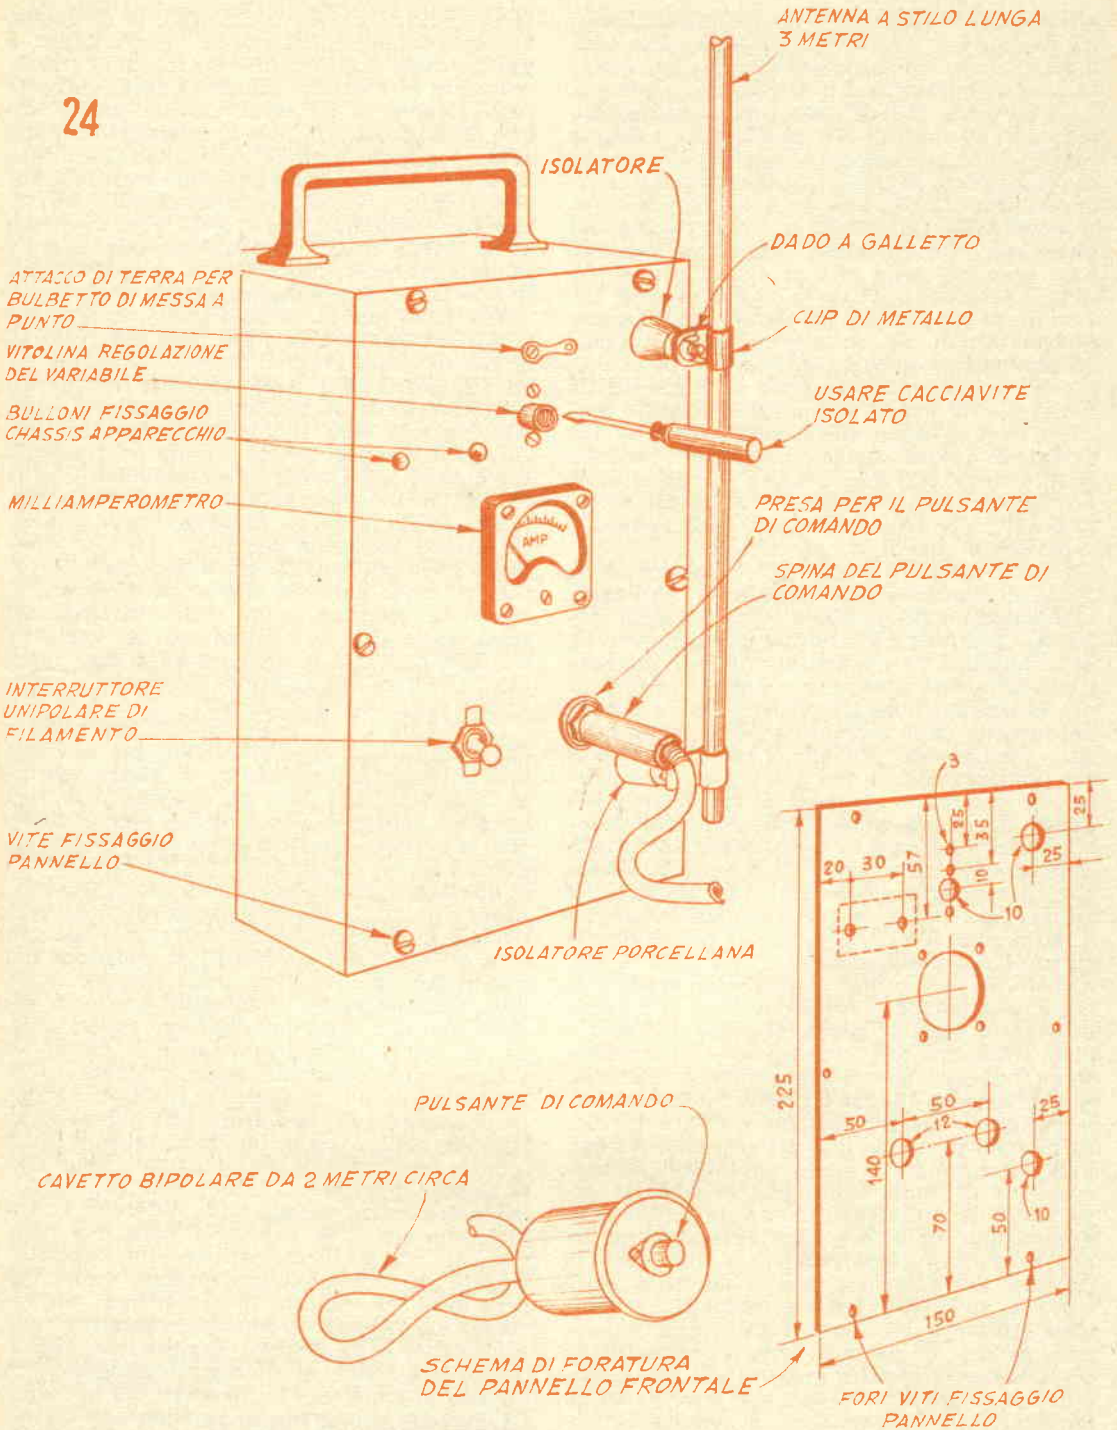 ANTENNA A STILO LUNGA
3 METRI
24
ISOLATORE
DADO A GALLETTO
ATTACCO DI TERRA PER
BULBETTO DI MESSA A
PUNTO
CLIP DI METALLO
VITOLINA REGOLAZIONE
DEL VARIABILE
USARE CACCIAVITE
ISOLATO
BULLONI FISSAGGIO
CHASSIS APPARECCHIO
MILLIAMPEROMETRO
AMP
PRESA PER IL PULSANTE
DI COMANDO
SPINA DEL PULSANTE DI
COMANDO
INTERRUTTORE
UNIPOLARE DI
FILAMENTO
VITE FISSAGGIO
PANNELLO
ISOLATORE PORCELLANA
3
25
35
25
57
20
30
10
25
10
225
50
50
12
25
140
70
50
10
150
PULSANTE DI COMANDO
CAVETTO BIPOLARE DA 2 METRI CIRCA
SCHEMA DI FORATURA
DEL PANNELLO FRONTALE
FORI VITI FISSAGGIO
PANNELLO